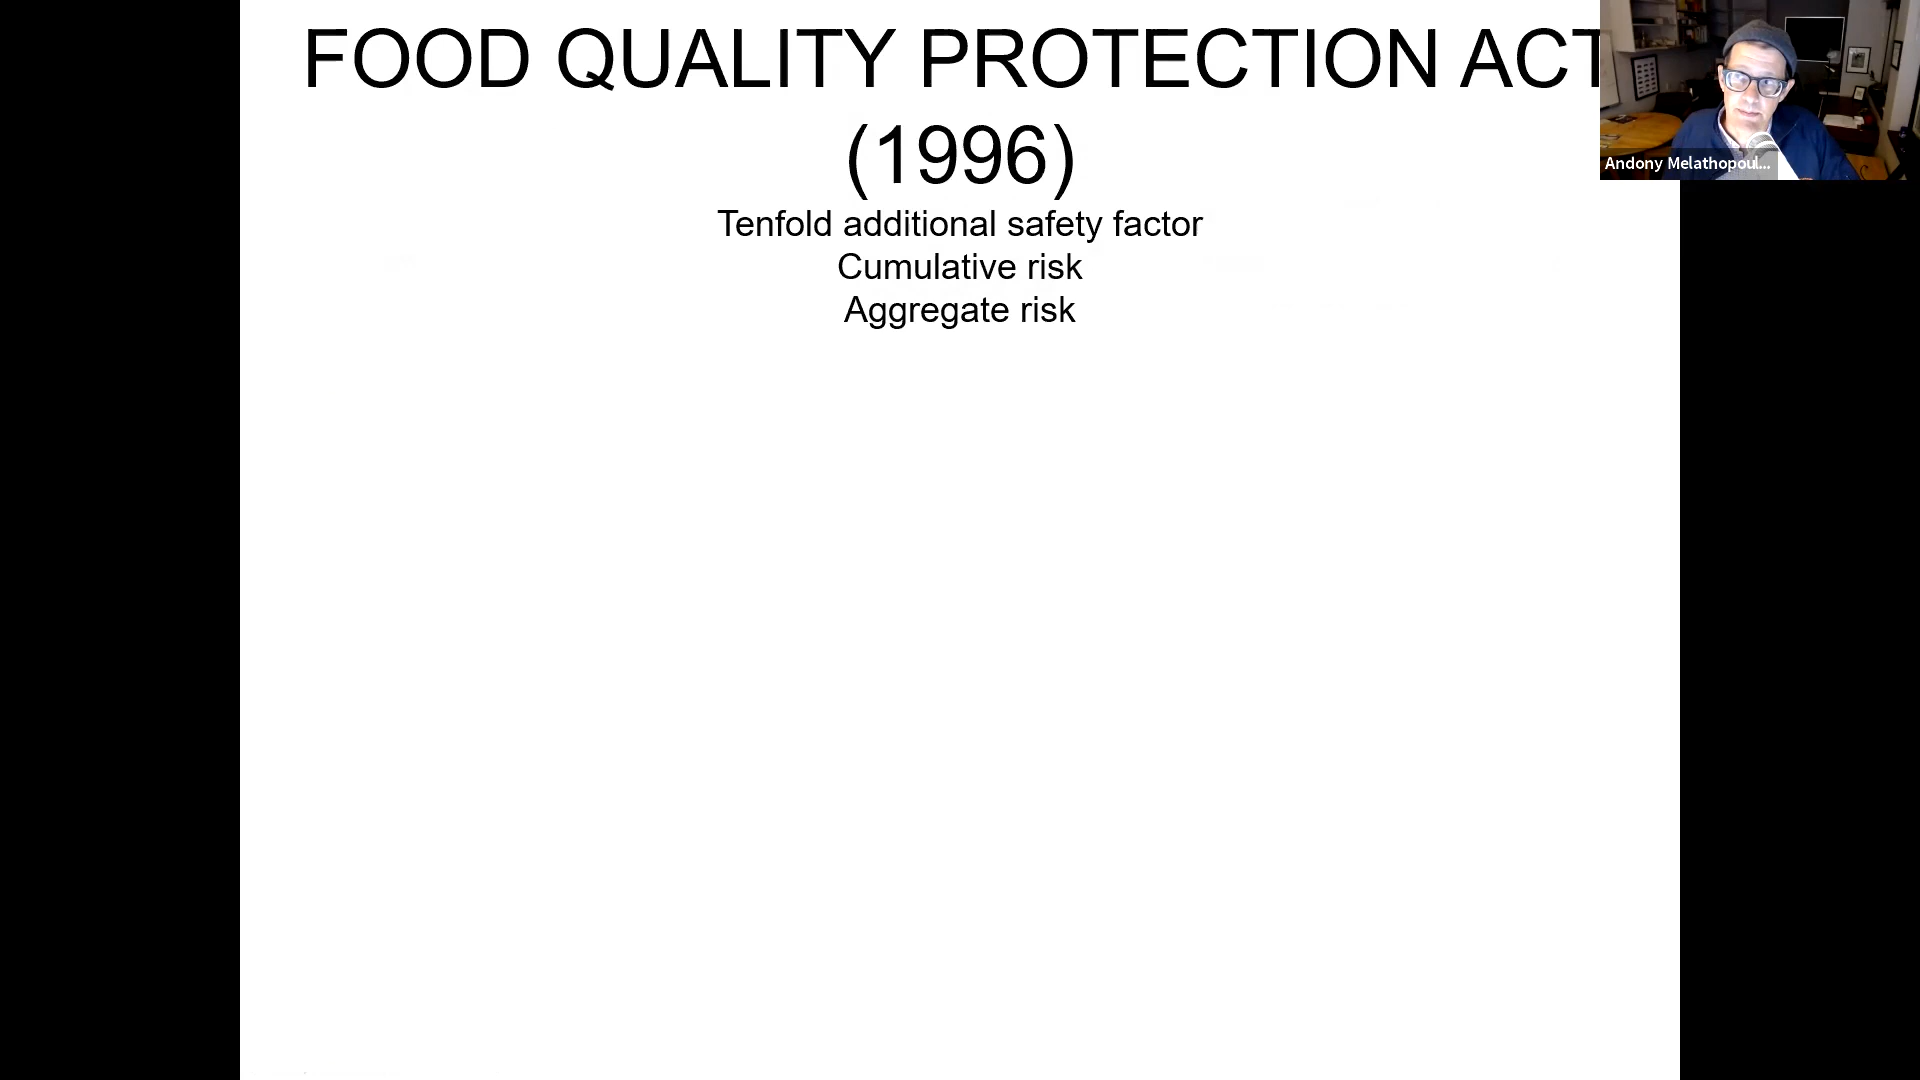 FOOD QUALITY PROTECTION ACT
(1996)
Tenfold additional safety factor
Cumulative risk
Aggregate risk
Andony Melathopoul...